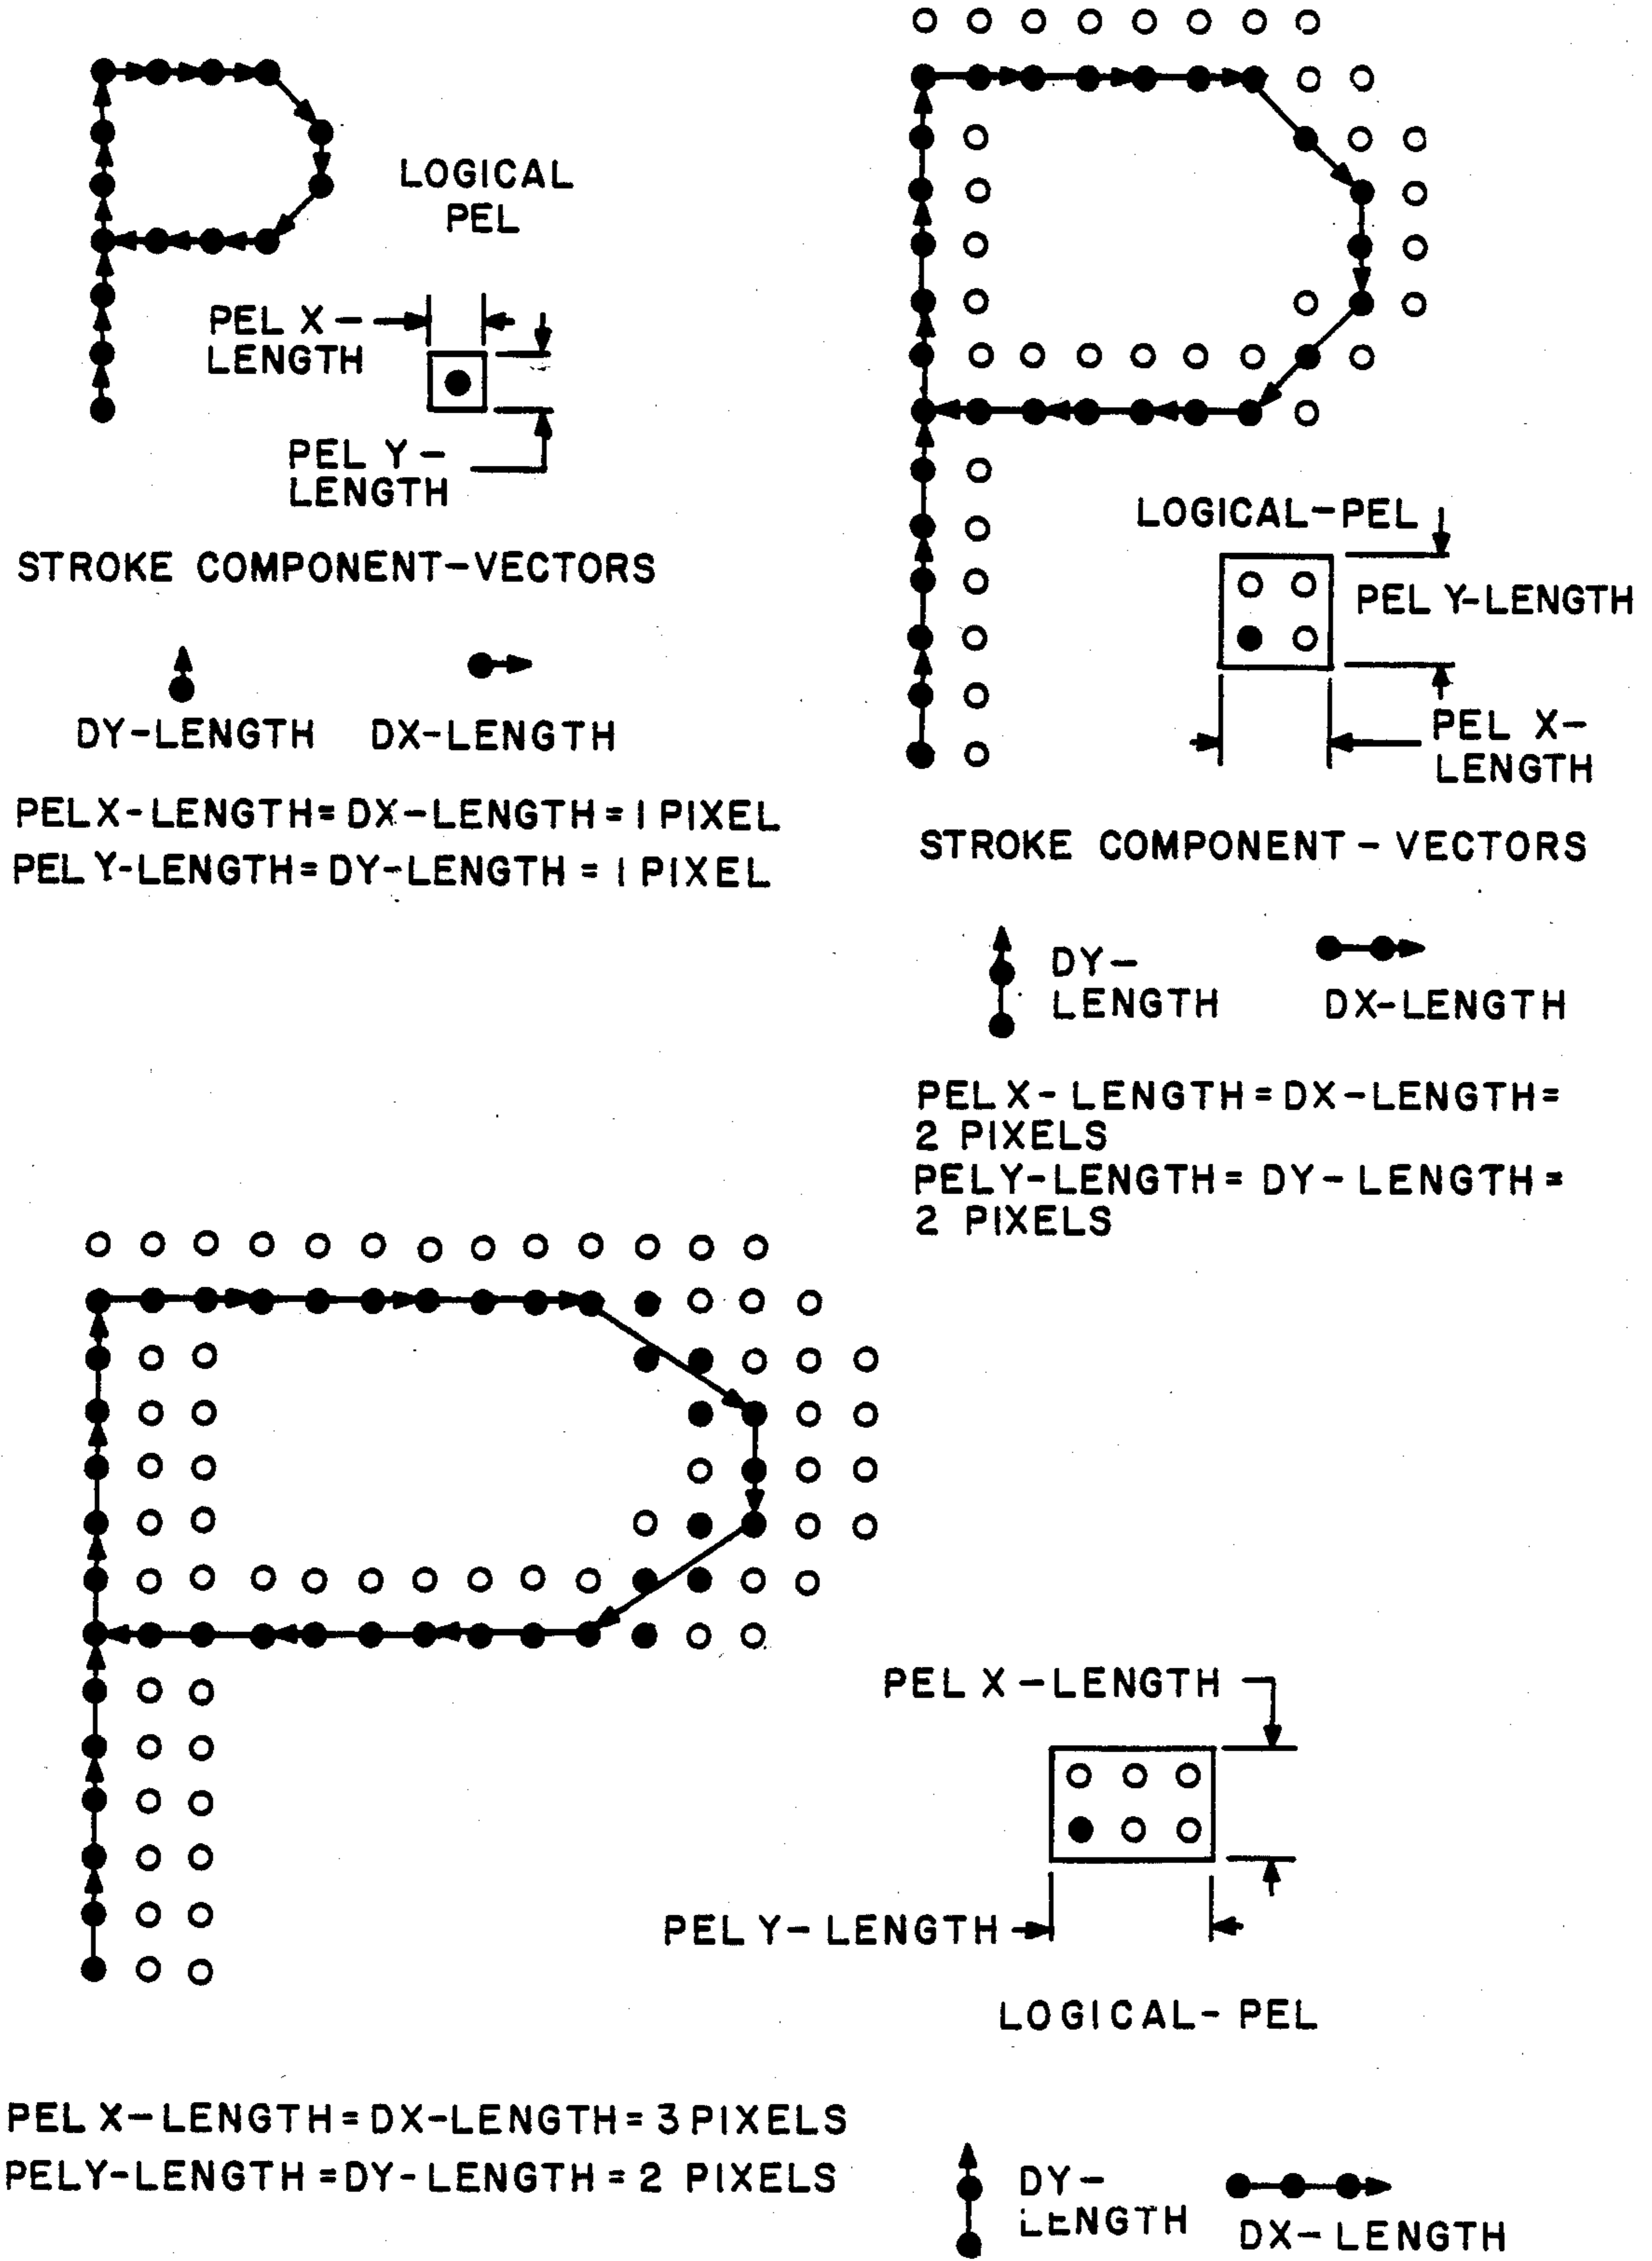 LOGICAL
PEL
PEL X-
LENGTH
PEL Y-
LENGTH
STROKE COMPONENT-VECTORS
DY-LENGTH DX-LENGTH
PEL X-LENGTH = DX-LENGTH = 1 PIXEL
PEL Y-LENGTH = DY-LENGTH = 1 PIXEL
LOGICAL-PEL
PEL Y-LENGTH
PEL X-
LENGTH
STROKE COMPONENT-VECTORS
DY-
LENGTH
DX-LENGTH
PEL X-LENGTH = DX-LENGTH =
2 PIXELS
PEL Y-LENGTH = DY-LENGTH =
2 PIXELS
PEL X-LENGTH
PEL Y-LENGTH
LOGICAL-PEL
PEL X-LENGTH = DX-LENGTH = 3 PIXELS
PEL Y-LENGTH = DY-LENGTH = 2 PIXELS
DY-
LENGTH
DX-LENGTH